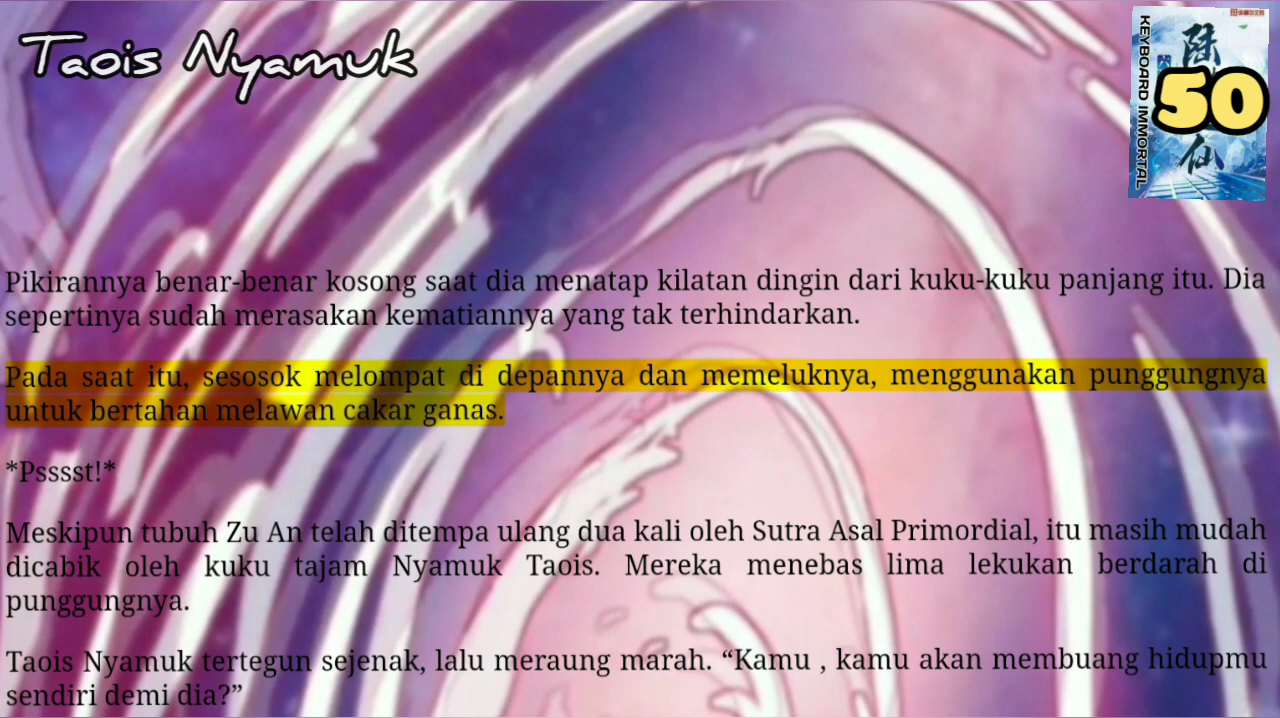 Taois Nyamuk
KEYBOARD IMMORTAL
陆
仙
50
Pikirannya benar-benar kosong saat dia menatap kilatan dingin dari kuku-kuku panjang itu. Dia
sepertinya sudah merasakan kematiannya yang tak terhindarkan.
Pada saat itu, sesosok melompat di depannya dan memeluknya, menggunakan punggungnya
untuk bertahan melawan cakar ganas.
*Psssst!*
Meskipun tubuh Zu An telah ditempa ulang dua kali oleh Sutra Asal Primordial, itu masih mudah
dicabik oleh kuku tajam Nyamuk Taois. Mereka menebas lima lekukan berdarah di
punggungnya.
Taois Nyamuk tertegun sejenak, lalu meraung marah. “Kamu , kamu akan membuang hidupmu
sendiri demi dia?”